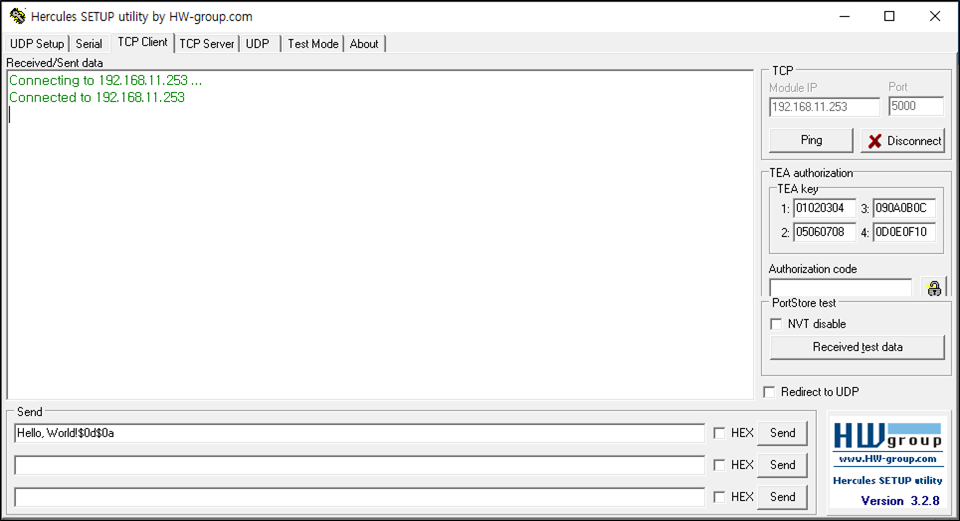 Hercules SETUP utility by HW-group.com
UDP Setup Serial TCP Client TCP Server UDP Test Mode About
Received/Sent data
Connecting to 192.168.11.253 ...
Connected to 192.168.11.253
TCP
Module IP Port
192.168.11.253 5000
Ping Disconnect
TEA authorization
TEA key
1: 01020304 3: 090A0B0C
2: 05060708 4: 0D0E0F10
Authorization code
PortStore test
NVT disable
Received test data
Redirect to UDP
Send
Hello, World!$0d$0a HEX Send
HEX Send
HEX Send
HW group
www.HW-group.com
Hercules SETUP utility
Version 3.2.8